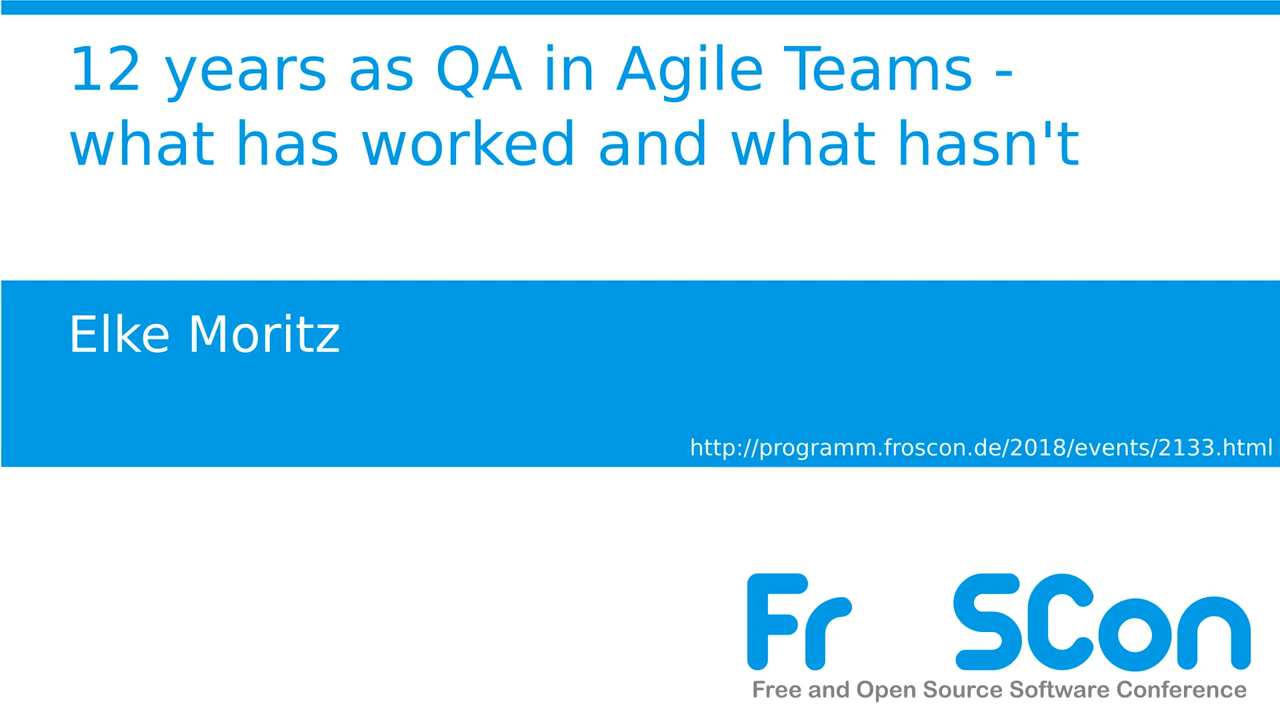 12 years as QA in Agile Teams -
what has worked and what hasn't
Elke Moritz
http://programm.froscon.de/2018/events/2133.html
Fr SCon
Free and Open Source Software Conference